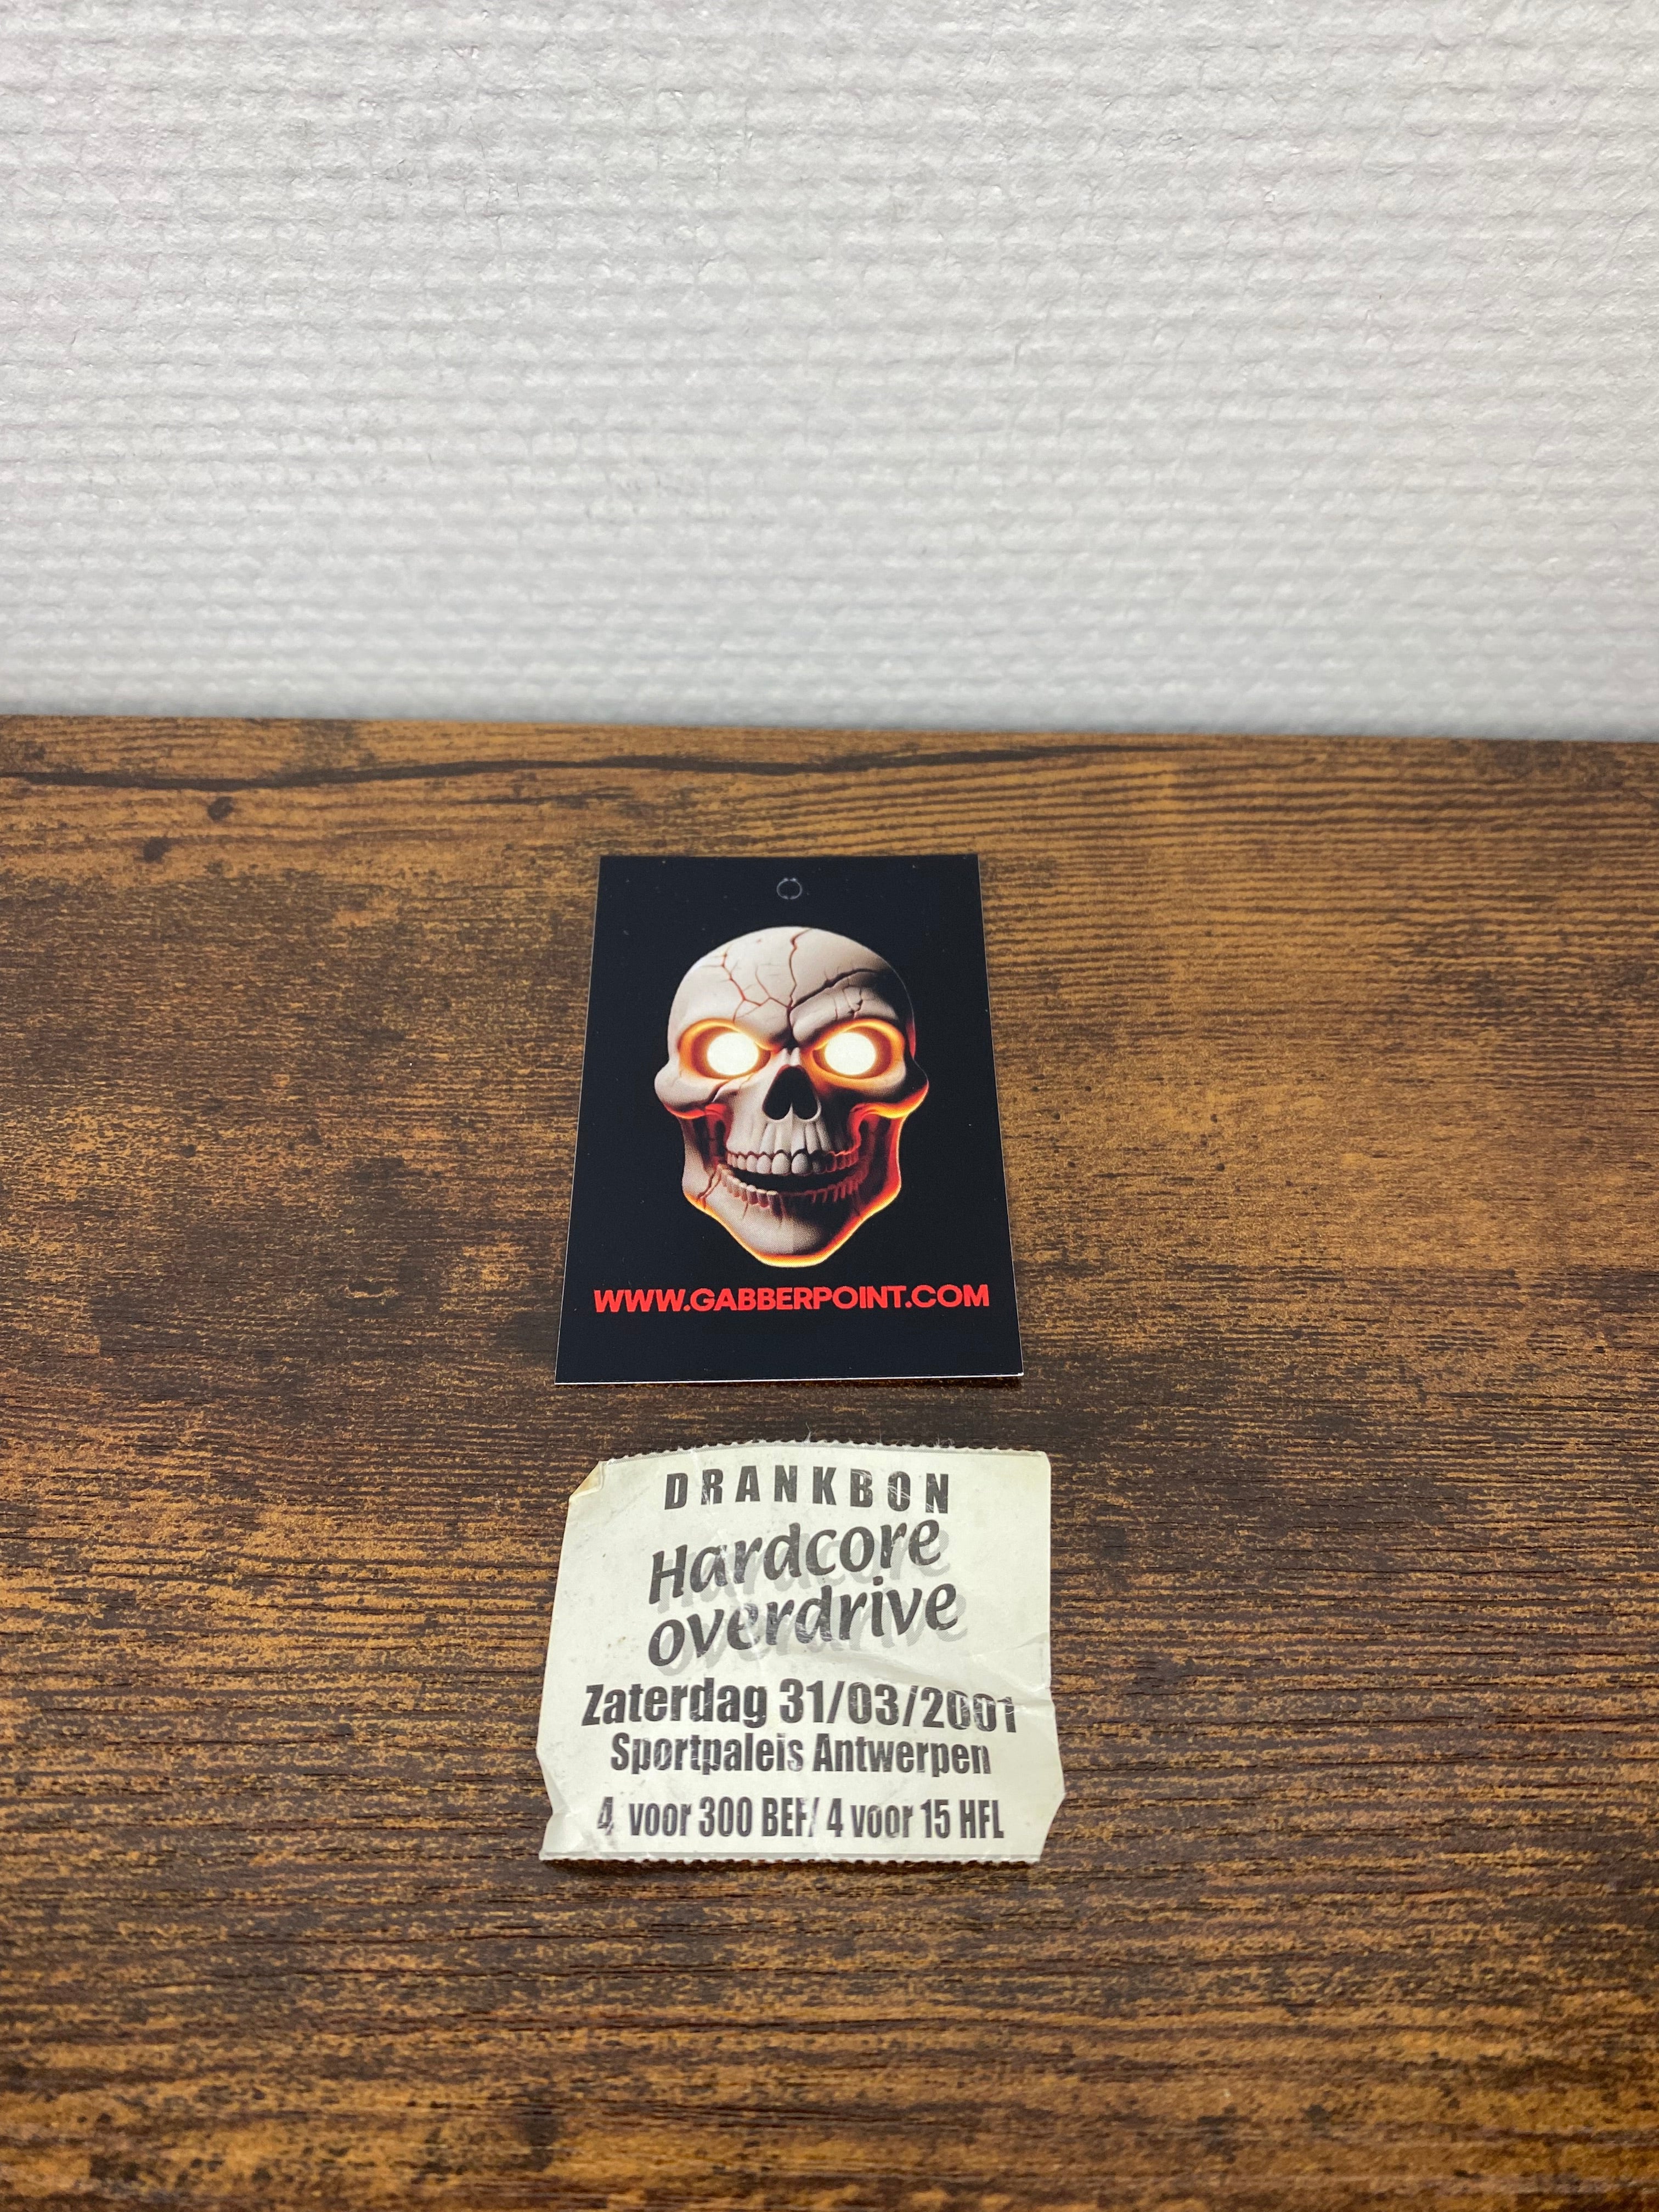 WWW.GABBERPOINT.COM
DRANKBON
Hardcore
overdrive
Zaterdag 31/03/2001
Sportpaleis Antwerpen
4 voor 300 BEF/ 4 voor 15 HFL